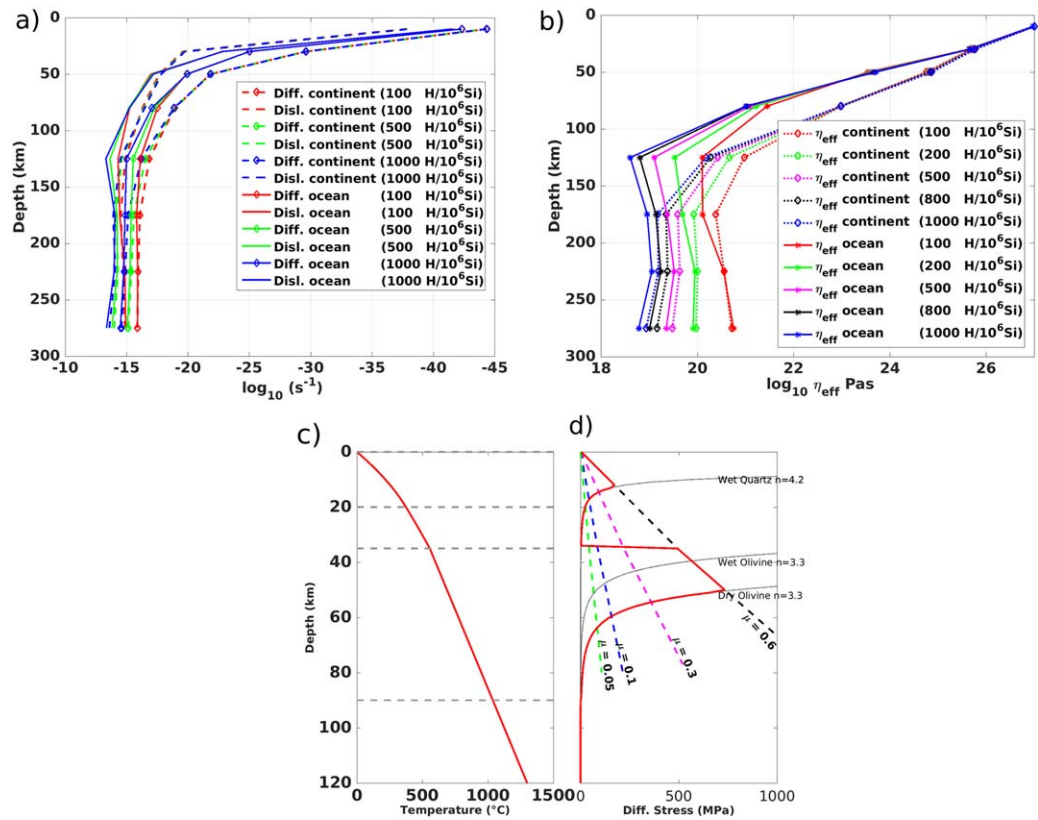 a)
0
50
100
150
200
250
300
Depth (km)
-10 -15 -20 -25 -30 -35 -40 -45
log10 (s-1)
Diff. continent (100 H/10^6Si)
Disl. continent (100 H/10^6Si)
Diff. continent (500 H/10^6Si)
Disl. continent (500 H/10^6Si)
Diff. continent (1000 H/10^6Si)
Disl. continent (1000 H/10^6Si)
Diff. ocean (100 H/10^6Si)
Disl. ocean (100 H/10^6Si)
Diff. ocean (500 H/10^6Si)
Disl. ocean (500 H/10^6Si)
Diff. ocean (1000 H/10^6Si)
Disl. ocean (1000 H/10^6Si)
b)
0
50
100
150
200
250
300
Depth (km)
18 20 22 24 26
log10 ηeff Pas
ηeff continent (100 H/10^6Si)
ηeff continent (200 H/10^6Si)
ηeff continent (500 H/10^6Si)
ηeff continent (800 H/10^6Si)
ηeff continent (1000 H/10^6Si)
ηeff ocean (100 H/10^6Si)
ηeff ocean (200 H/10^6Si)
ηeff ocean (500 H/10^6Si)
ηeff ocean (800 H/10^6Si)
ηeff ocean (1000 H/10^6Si)
c)
0
20
40
60
80
100
120
Depth (km)
0 500 1000 1500
Temperature (°C)
d)
Wet Quartz n=4.2
Wet Olivine n=3.3
Dry Olivine n=3.3
μ = 0.05
μ = 0.1
μ = 0.3
μ = 0.6
0 500 1000
Diff. Stress (MPa)